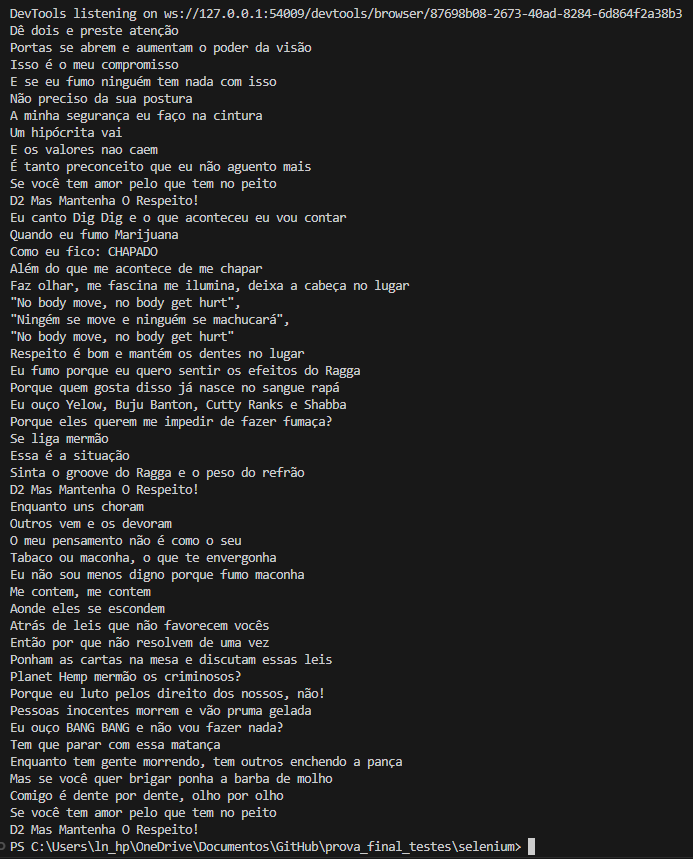 DevTools listening on ws://127.0.0.1:54009/devtools/browser/87698b08-2673-40ad-8284-6d864f2a38b3
Dê dois e preste atenção
Portas se abrem e aumentam o poder da visão
Isso é o meu compromisso
E se eu fumo ninguém tem nada com isso
Não preciso da sua postura
A minha segurança eu faço na cintura
Um hipócrita vai
E os valores nao caem
É tanto preconceito que eu não aguento mais
Se você tem amor pelo que tem no peito
D2 Mas Mantenha O Respeito!
Eu canto Dig Dig e o que aconteceu eu vou contar
Quando eu fumo Marijuana
Como eu fico: CHAPADO
Além do que me acontece de me chapar
Faz olhar, me fascina me ilumina, deixa a cabeça no lugar
"No body move, no body get hurt",
"Ningém se move e ninguém se machucará",
"No body move, no body get hurt"
Respeito é bom e mantém os dentes no lugar
Eu fumo porque eu quero sentir os efeitos do Ragga
Porque quem gosta disso já nasce no sangue rapá
Eu ouço Yelow, Buju Banton, Cutty Ranks e Shabba
Porque eles querem me impedir de fazer fumaça?
Se liga mermão
Essa é a situação
Sinta o groove do Ragga e o peso do refrão
D2 Mas Mantenha O Respeito!
Enquanto uns choram
Outros vem e os devoram
O meu pensamento não é como o seu
Tabaco ou maconha, o que te envergonha
Eu não sou menos digno porque fumo maconha
Me contem, me contem
Aonde eles se escondem
Atrás de leis que não favorecem vocês
Então por que não resolvem de uma vez
Ponham as cartas na mesa e discutam essas leis
Planet Hemp mermão os criminosos?
Porque eu luto pelos direito dos nossos, não!
Pessoas inocentes morrem e vão pruma gelada
Eu ouço BANG BANG e não vou fazer nada?
Tem que parar com essa matança
Enquanto tem gente morrendo, tem outros enchendo a pança
Mas se você quer brigar ponha a barba de molho
Comigo é dente por dente, olho por olho
Se você tem amor pelo que tem no peito
D2 Mas Mantenha O Respeito!
PS C:\Users\ln_hp\OneDrive\Documentos\GitHub\prova_final_testes\selenium>